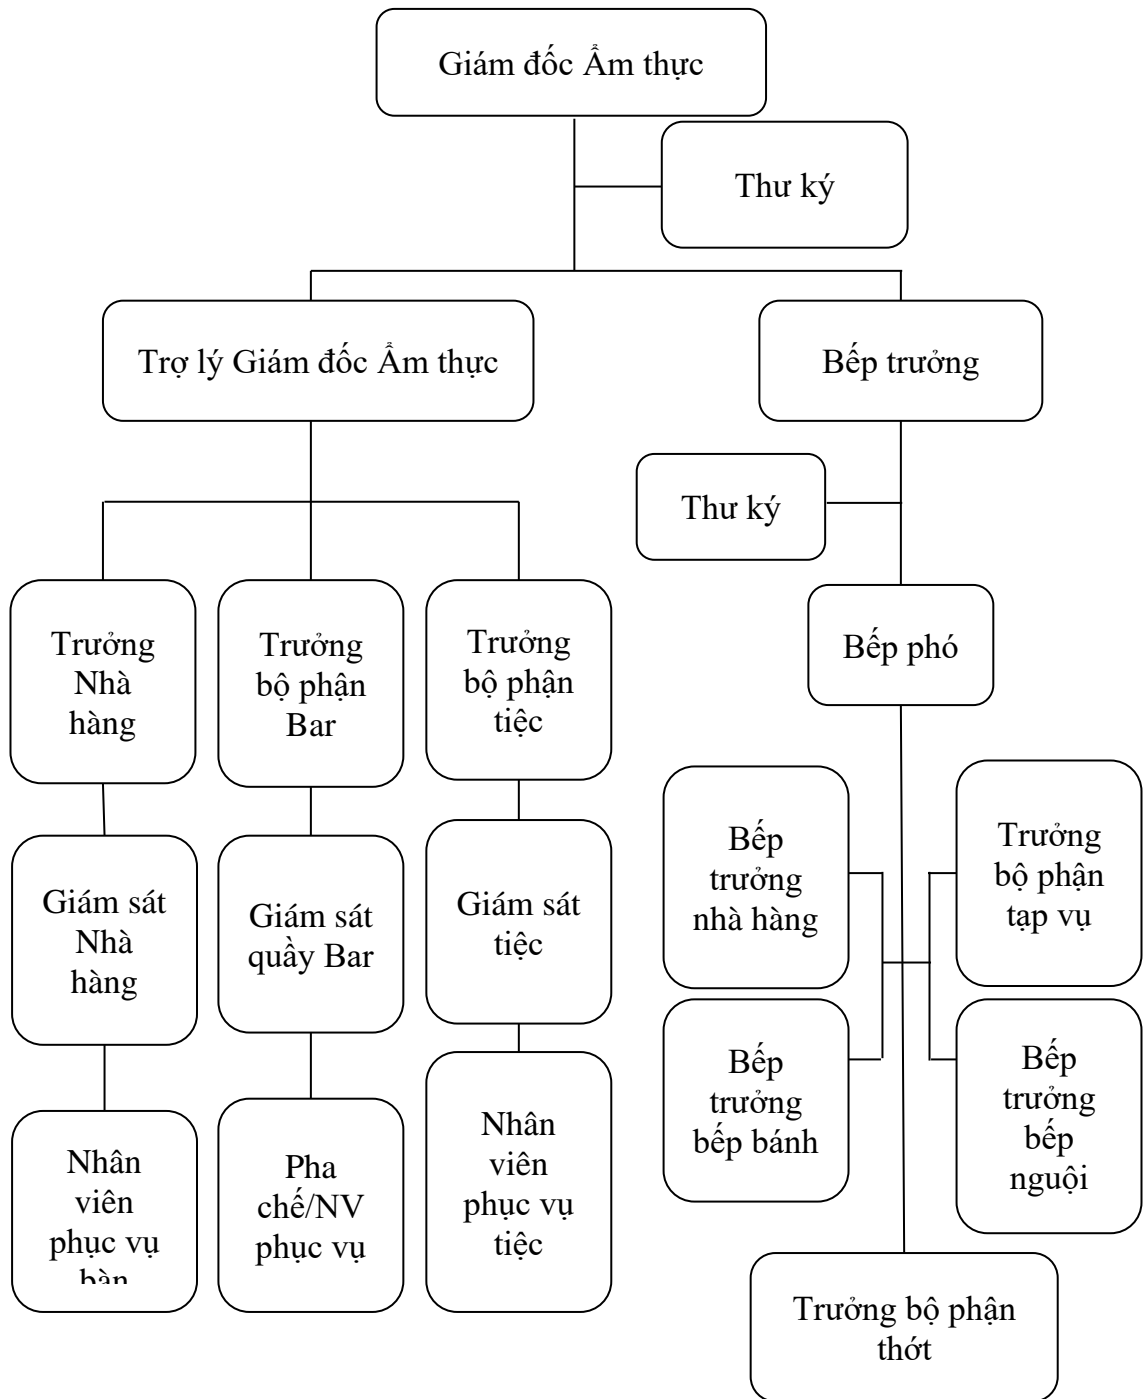 Giám đốc Ẩm thực
Thư ký
Trợ lý Giám đốc Ẩm thực
Bếp trưởng
Thư ký
Trưởng
Nhà
hàng
Trưởng
bộ phận
Bar
Trưởng
bộ phận
tiệc
Bếp phó
Giám sát
Nhà
hàng
Giám sát
quầy Bar
Giám sát
tiệc
Bếp
trưởng
nhà hàng
Trưởng
bộ phận
tạp vụ
Nhân
viên
phục vụ
bàn
Pha
chế/NV
phục vụ
Nhân
viên
phục vụ
tiệc
Bếp
trưởng
bếp bánh
Bếp
trưởng
bếp
nguội
Trưởng bộ phận
thớt